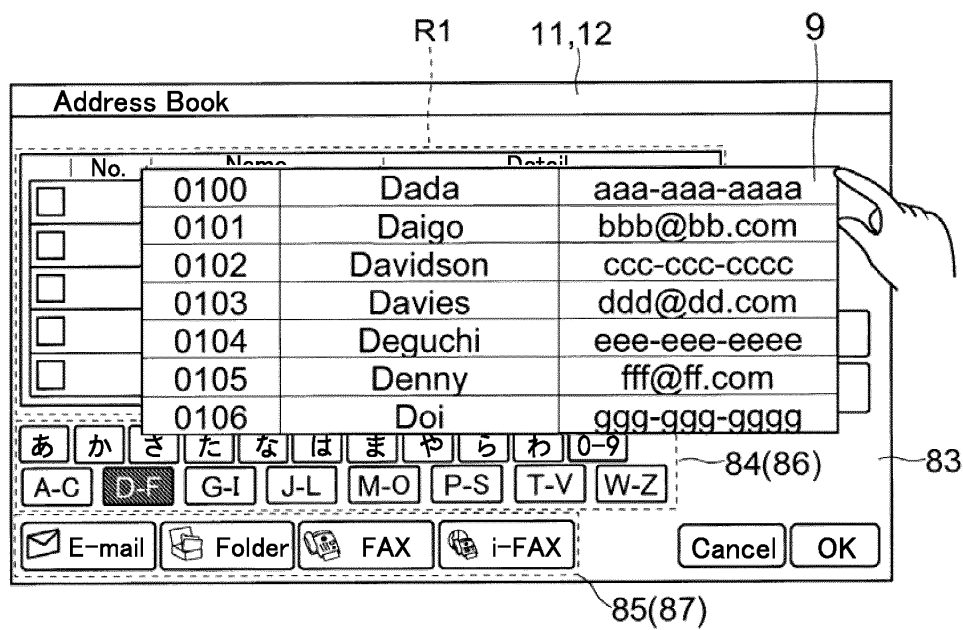 R1 11,12 9
Address Book
No. Name Detail
0100 Dada aaa-aaa-aaaa
0101 Daigo bbb@bb.com
0102 Davidson ccc-ccc-cccc
0103 Davies ddd@dd.com
0104 Deguchi eee-eee-eeee
0105 Denny fff@ff.com
0106 Doi ggg-ggg-gggg
あ か さ た な は ま や ら わ 0-9
84(86) 83
A-C D-F G-I J-L M-O P-S T-V W-Z
E-mail Folder FAX i-FAX Cancel OK
85(87)